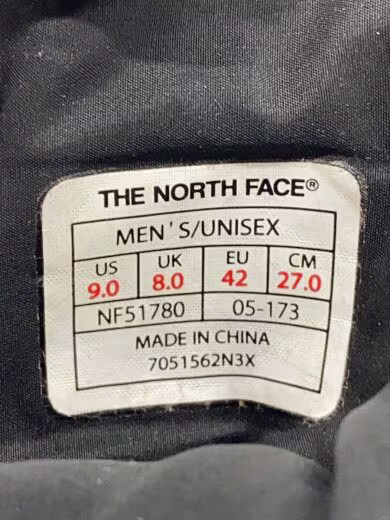 THE NORTH FACE®
MEN'S/UNISEX
US UK EU CM
9.0 8.0 42 27.0
NF51780 05-173
MADE IN CHINA
7051562N3X